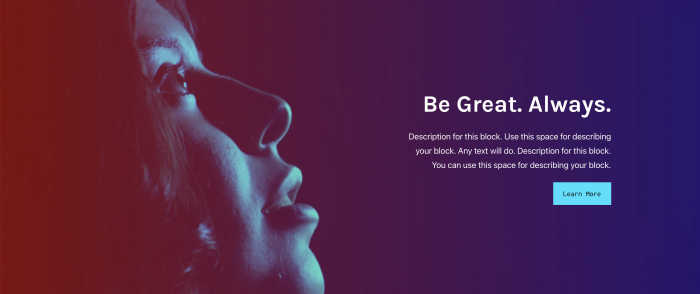 Be Great. Always.
Description for this block. Use this space for describing
your block. Any text will do. Description for this block.
You can use this space for describing your block.
Learn More